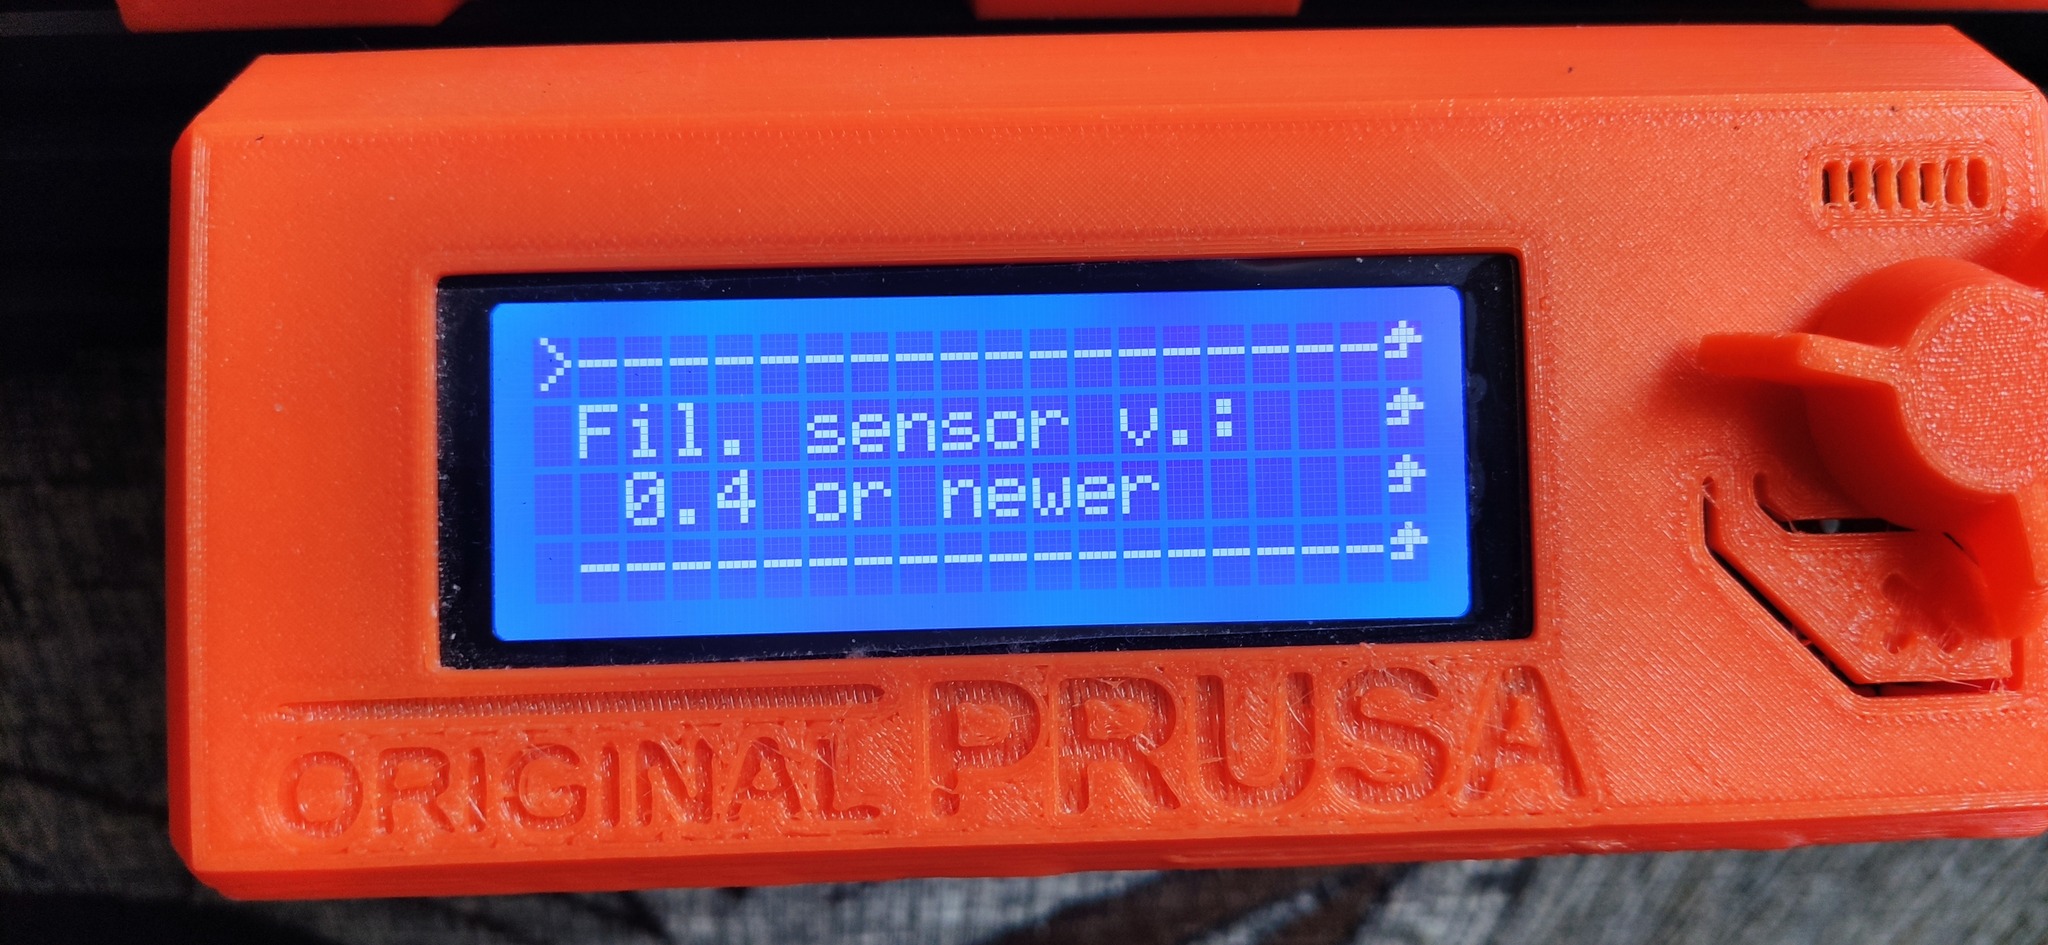 Fil. sensor v.:
0.4 or newer
ORIGINAL PRUSA